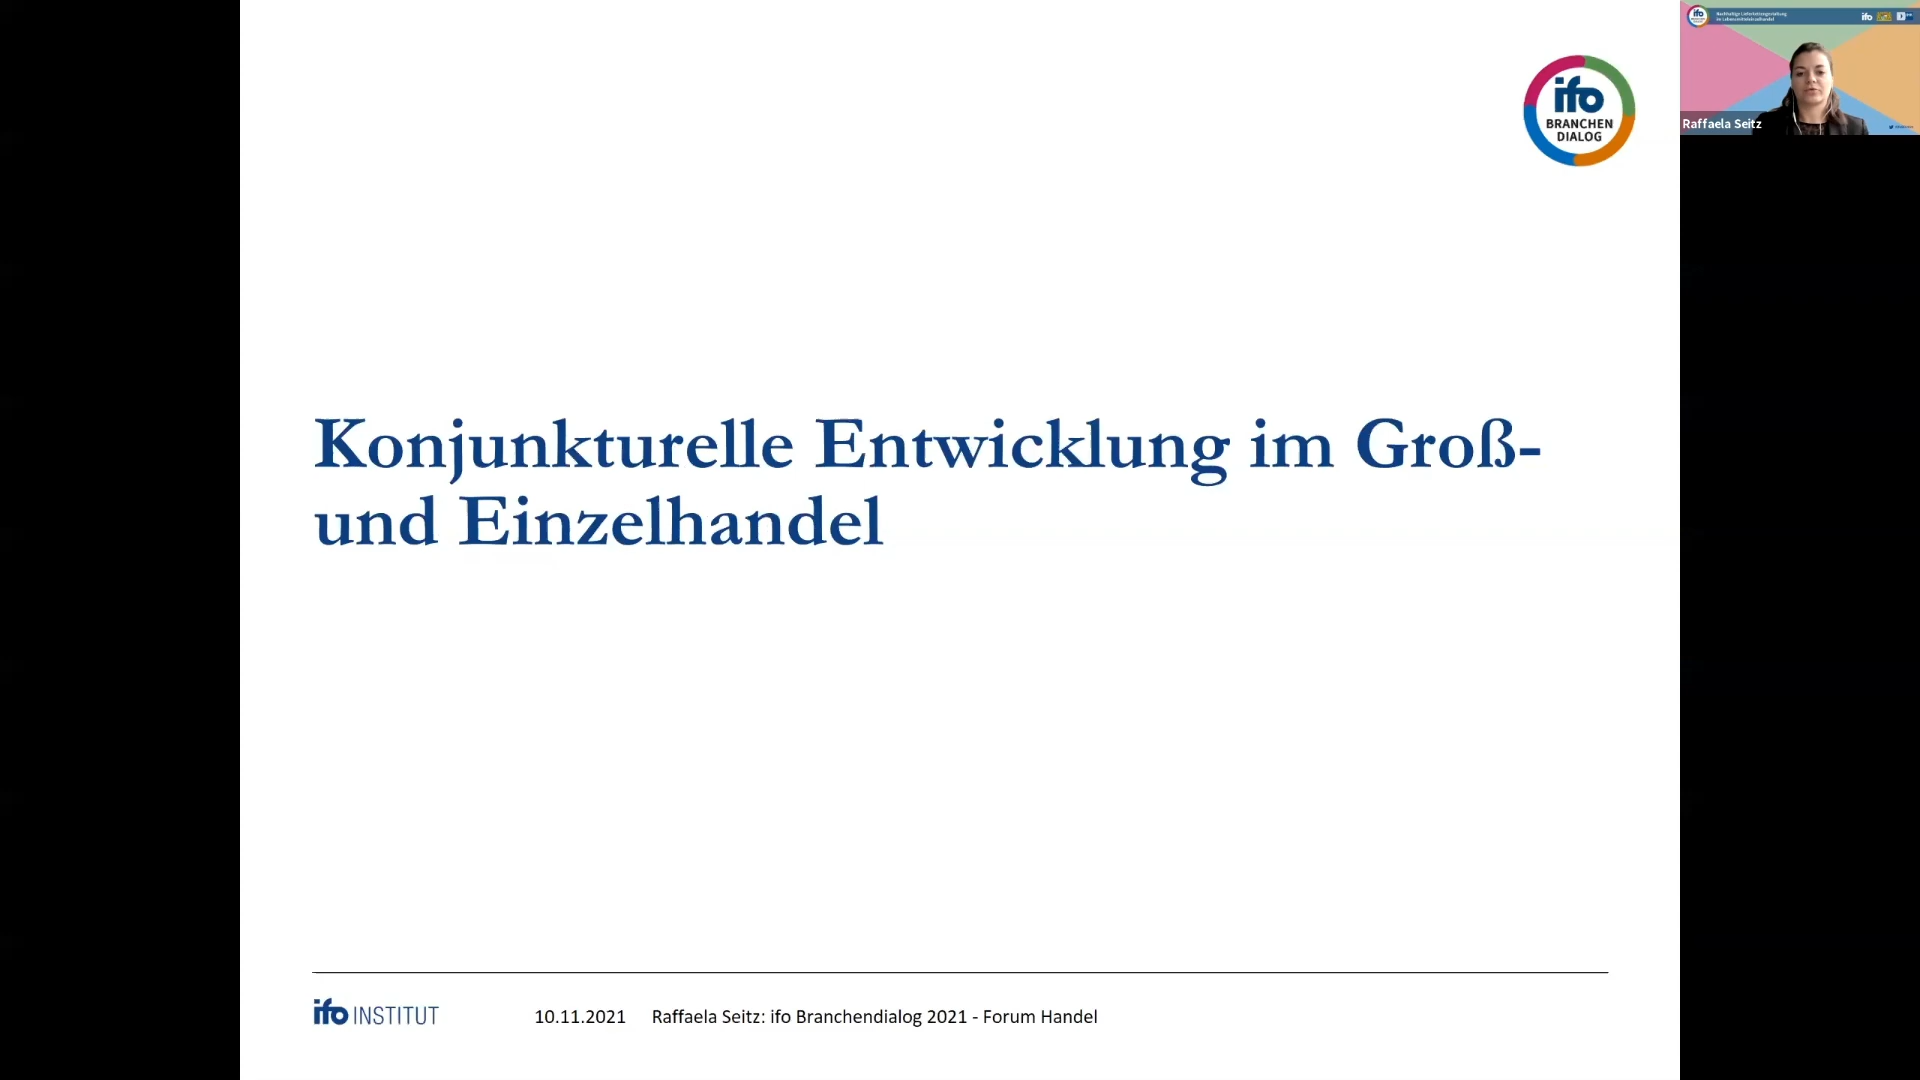 ifo
BRANCHEN
DIALOG
Konjunkturelle Entwicklung im Groß-
und Einzelhandel
ifo INSTITUT
10.11.2021 Raffaela Seitz: ifo Branchendialog 2021 - Forum Handel
ifo
Raffaela Seitz